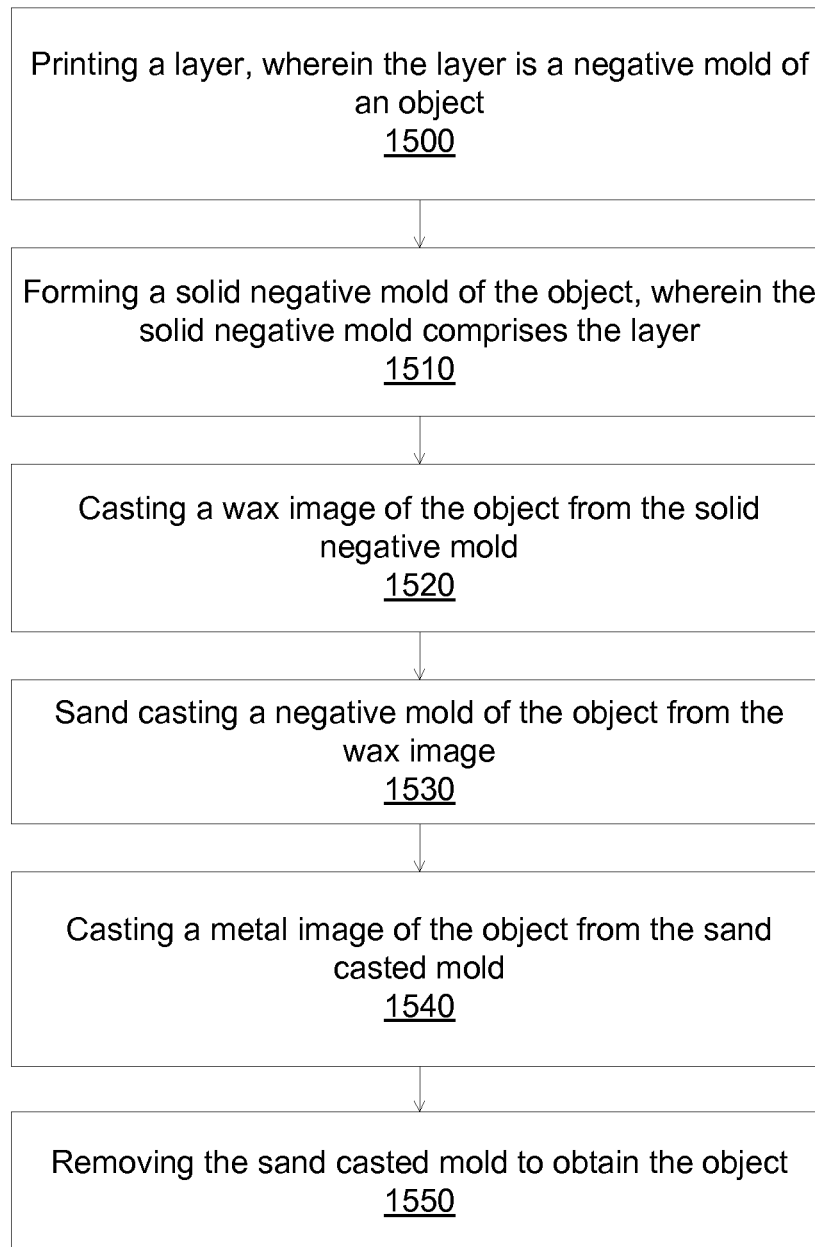 Printing a layer, wherein the layer is a negative mold of
an object
1500
Forming a solid negative mold of the object, wherein the
solid negative mold comprises the layer
1510
Casting a wax image of the object from the solid
negative mold
1520
Sand casting a negative mold of the object from the
wax image
1530
Casting a metal image of the object from the sand
casted mold
1540
Removing the sand casted mold to obtain the object
1550